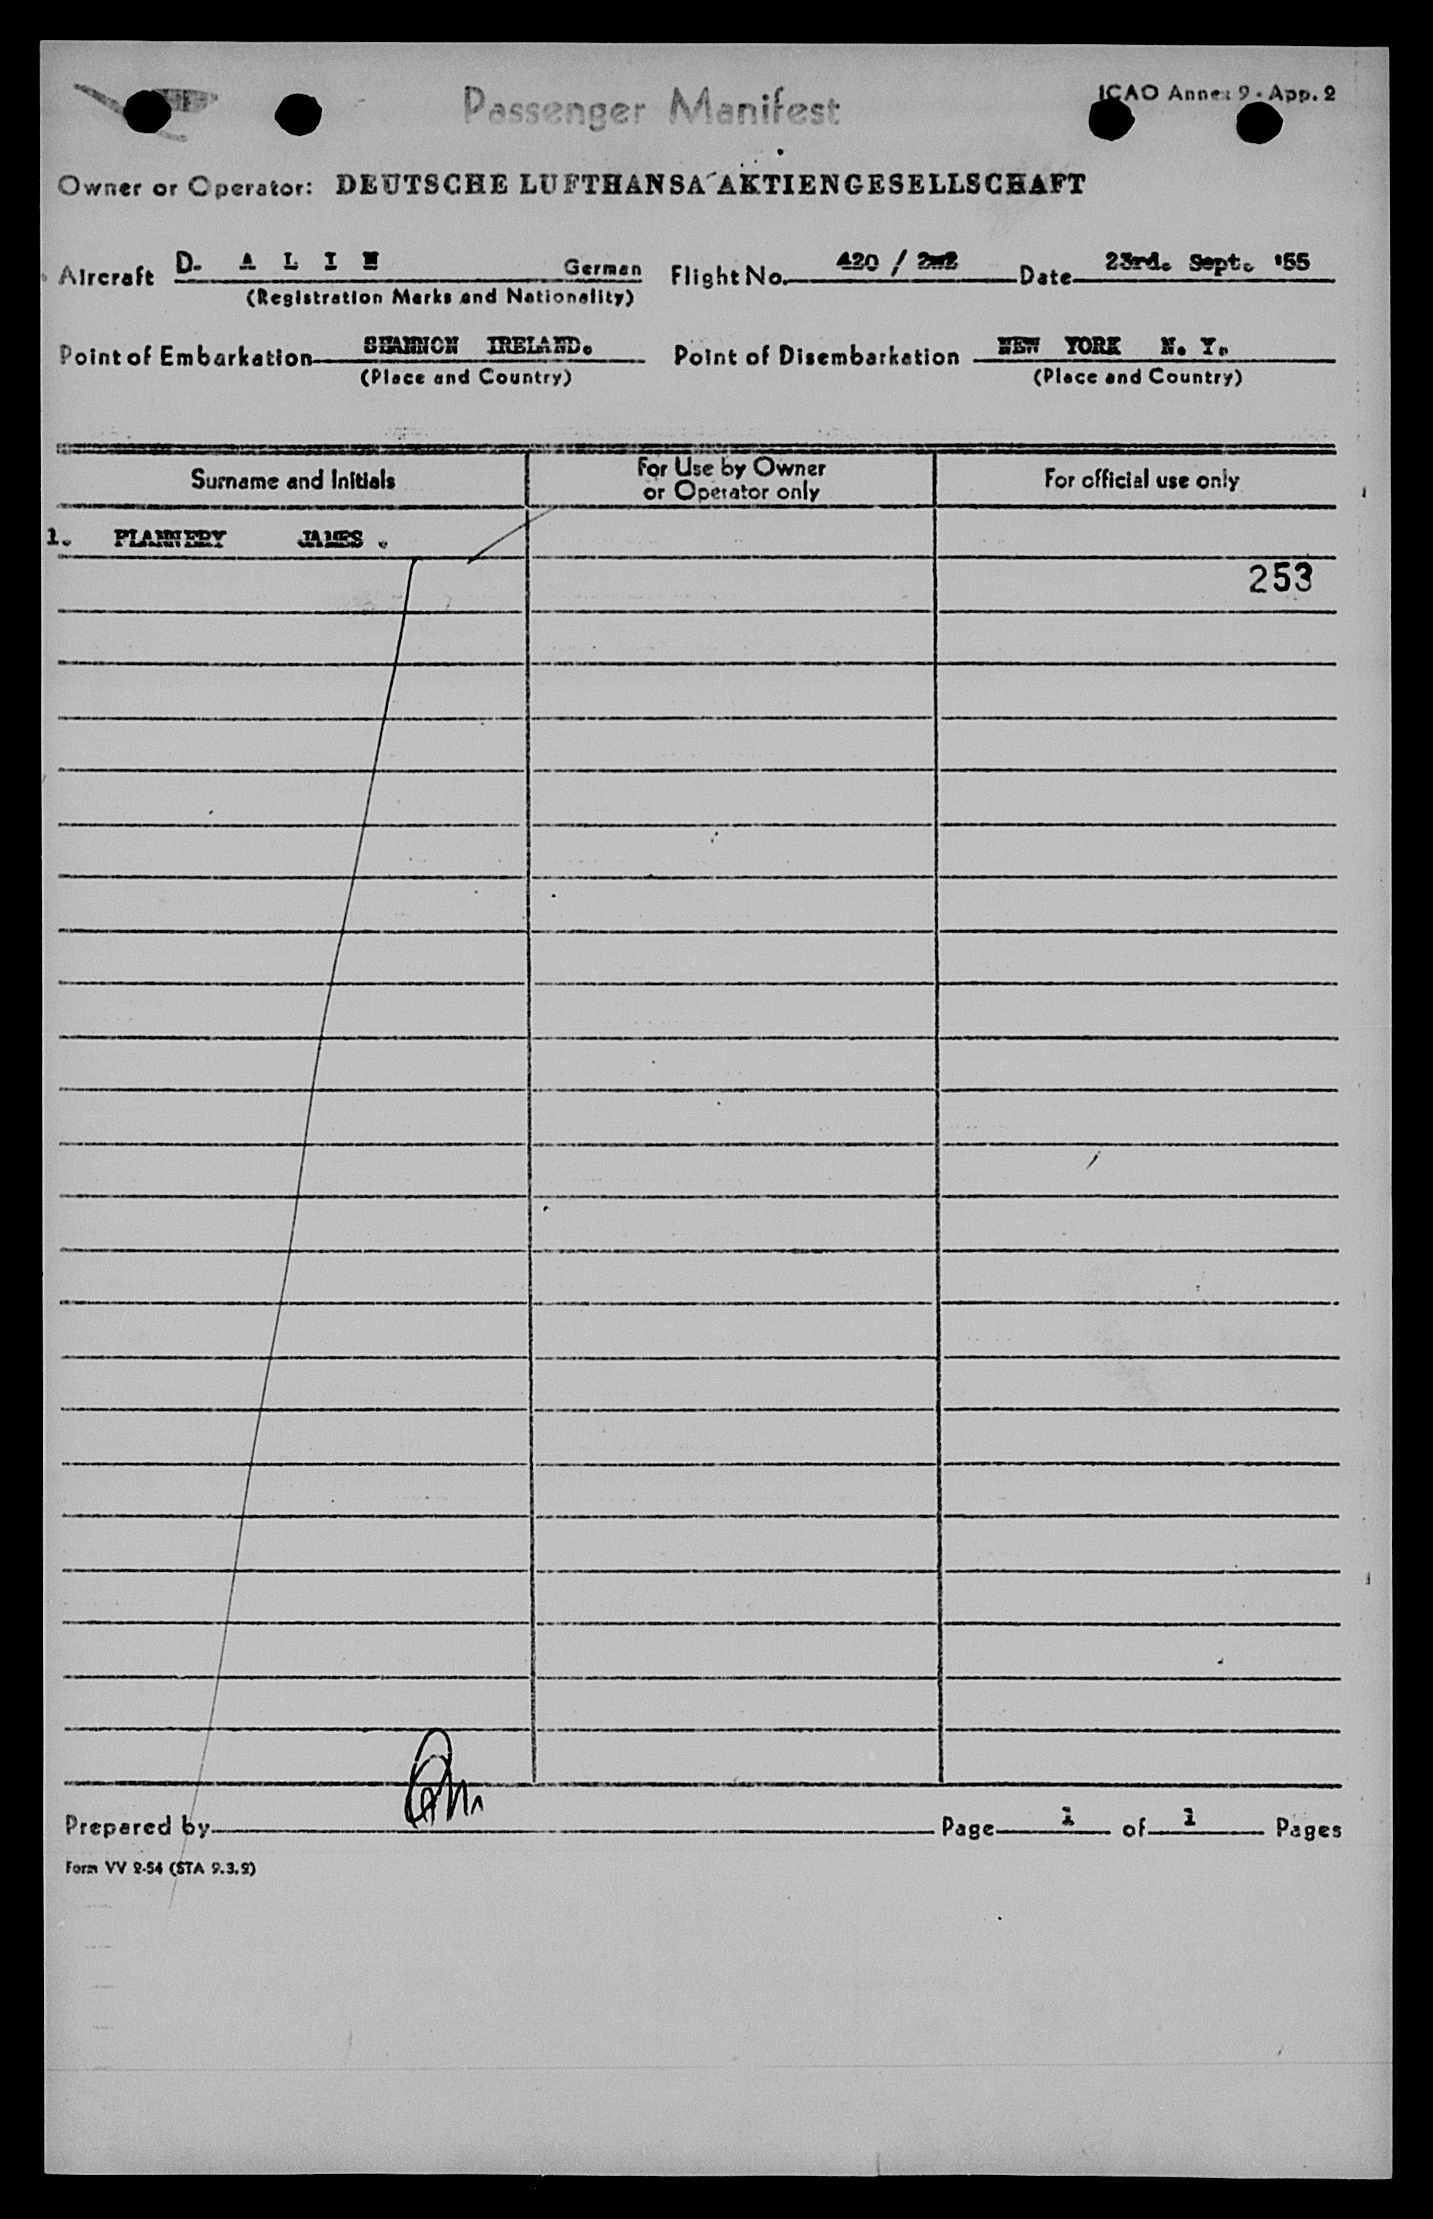 Passenger Manifest
ICAO Annex 9 - App. 2
Owner or Operator: DEUTSCHE LUFTHANSA AKTIENGESELLSCHAFT
Aircraft D- A L I N German Flight No. 420 / Date 23rd. Sept. '55
(Registration Marks and Nationality)
Point of Embarkation SHANNON IRELAND. Point of Disembarkation NEW YORK N. Y.
(Place and Country) (Place and Country)
Surname and Initials For Use by Owner or Operator only For official use only
1. FLANNERY JAMES .
253
Prepared by Page 1 of 1 Pages
Form VV 2-54 (STA 9.3.2)